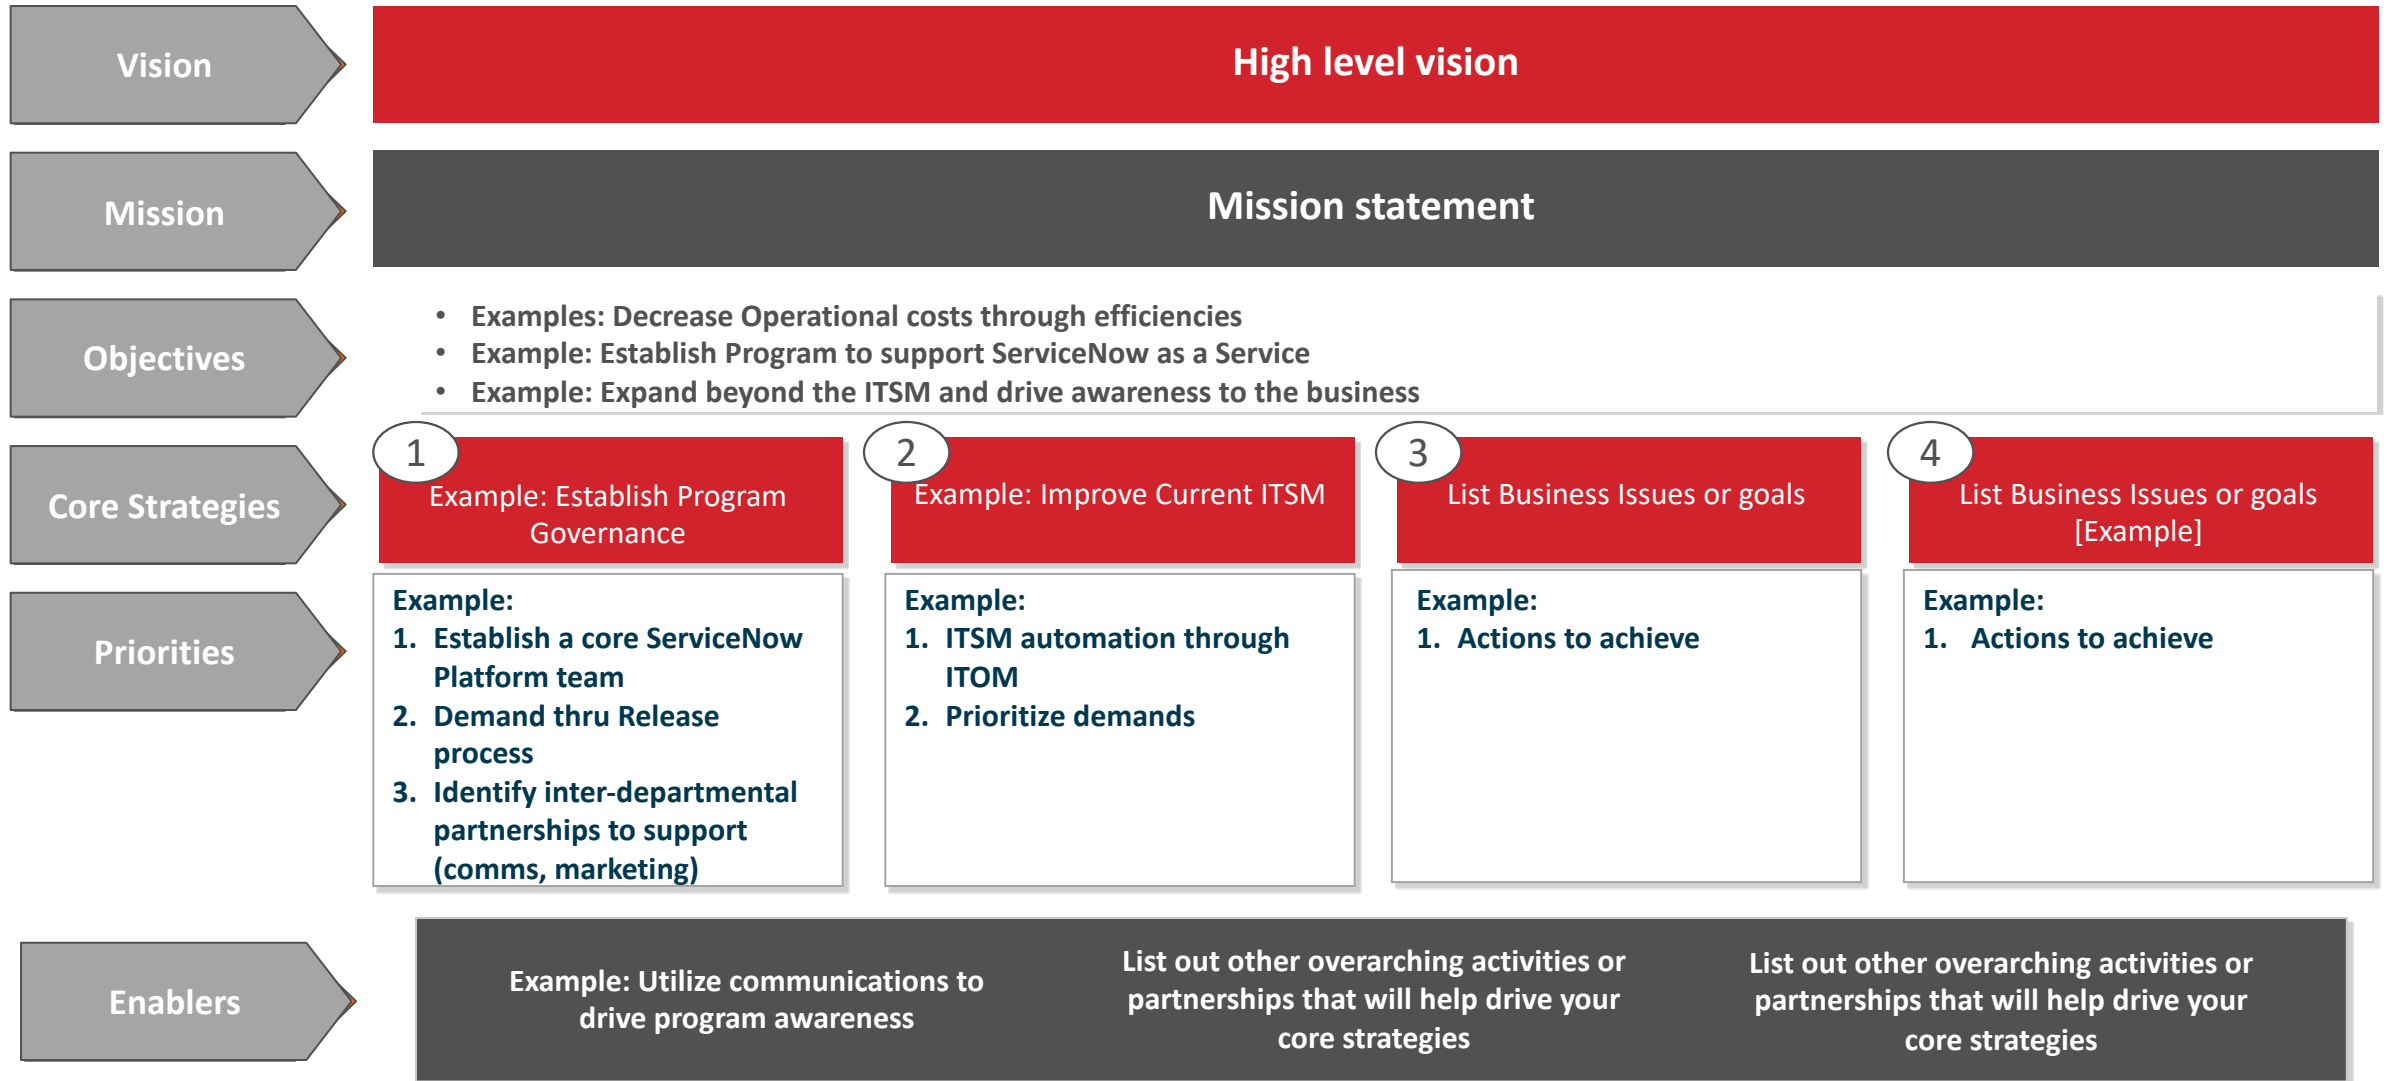 Vision
High level vision
Mission
Mission statement
Objectives
• Examples: Decrease Operational costs through efficiencies
• Example: Establish Program to support ServiceNow as a Service
• Example: Expand beyond the ITSM and drive awareness to the business
Core Strategies
1
Example: Establish Program
Governance
2
Example: Improve Current ITSM
3
List Business Issues or goals
4
List Business Issues or goals
[Example]
Priorities
Example:
1. Establish a core ServiceNow
Platform team
2. Demand thru Release
process
3. Identify inter-departmental
partnerships to support
(comms, marketing)
Example:
1. ITSM automation through
ITOM
2. Prioritize demands
Example:
1. Actions to achieve
Example:
1. Actions to achieve
Enablers
Example: Utilize communications to
drive program awareness
List out other overarching activities or
partnerships that will help drive your
core strategies
List out other overarching activities or
partnerships that will help drive your
core strategies